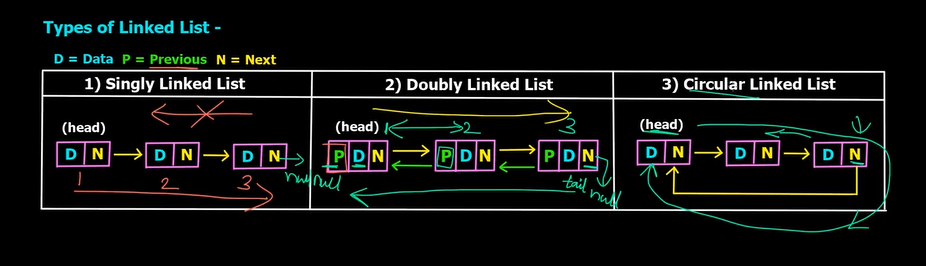 Types of Linked List -
D = Data P = Previous N = Next
1) Singly Linked List
(head)
D N D N D N null
1 2 3
2) Doubly Linked List
(head) 1 2 3
null P D N P D N P D N
tail null
3) Circular Linked List
(head)
D N D N D N